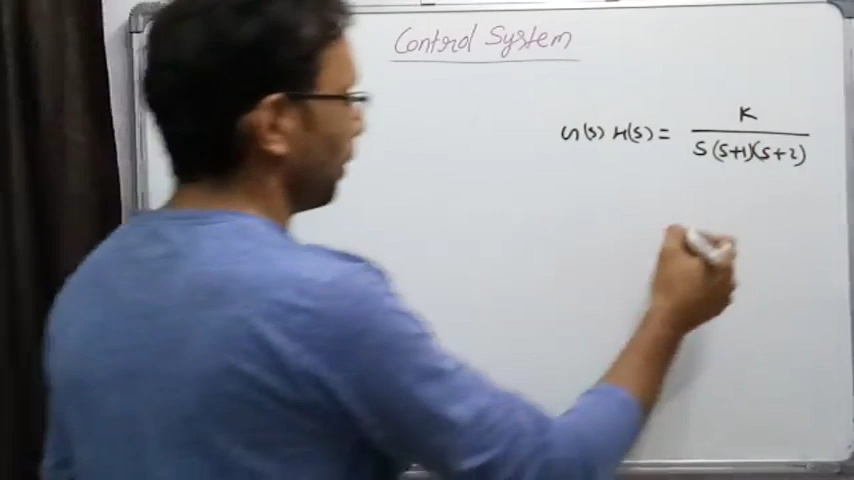 Control System
G(s) H(s) = K / s(s+1)(s+2)